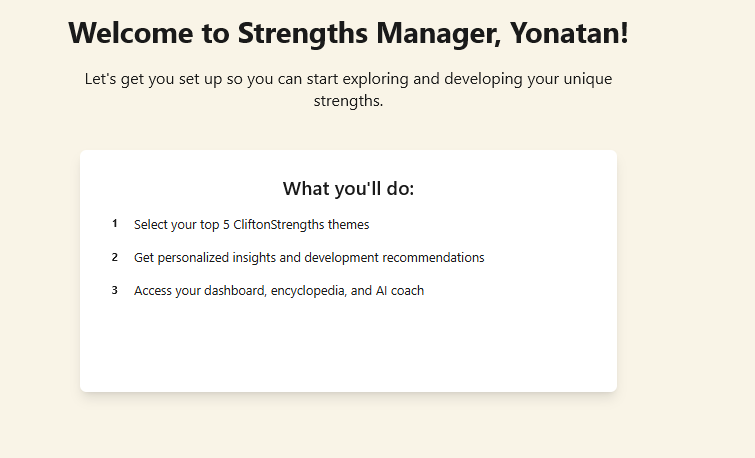 Welcome to Strengths Manager, Yonatan!
Let's get you set up so you can start exploring and developing your unique
strengths.
What you'll do:
1 Select your top 5 CliftonStrengths themes
2 Get personalized insights and development recommendations
3 Access your dashboard, encyclopedia, and AI coach